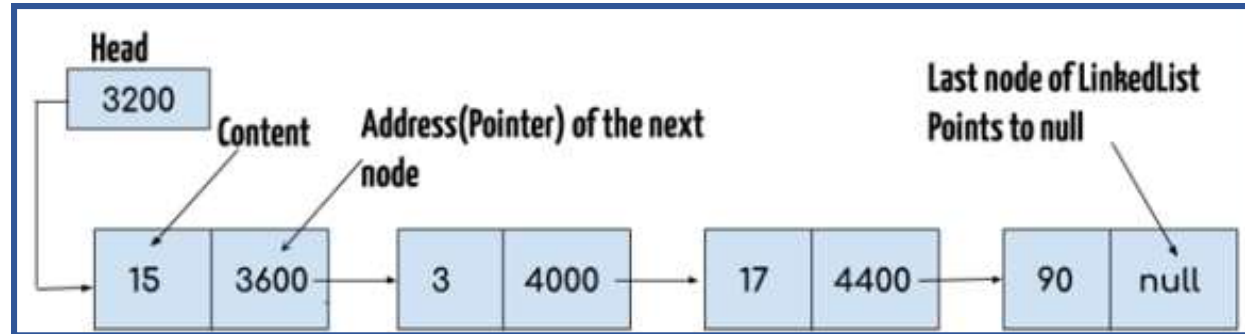 Head
3200
Content
Address(Pointer) of the next
node
Last node of LinkedList
Points to null
15 3600 3 4000 17 4400 90 null